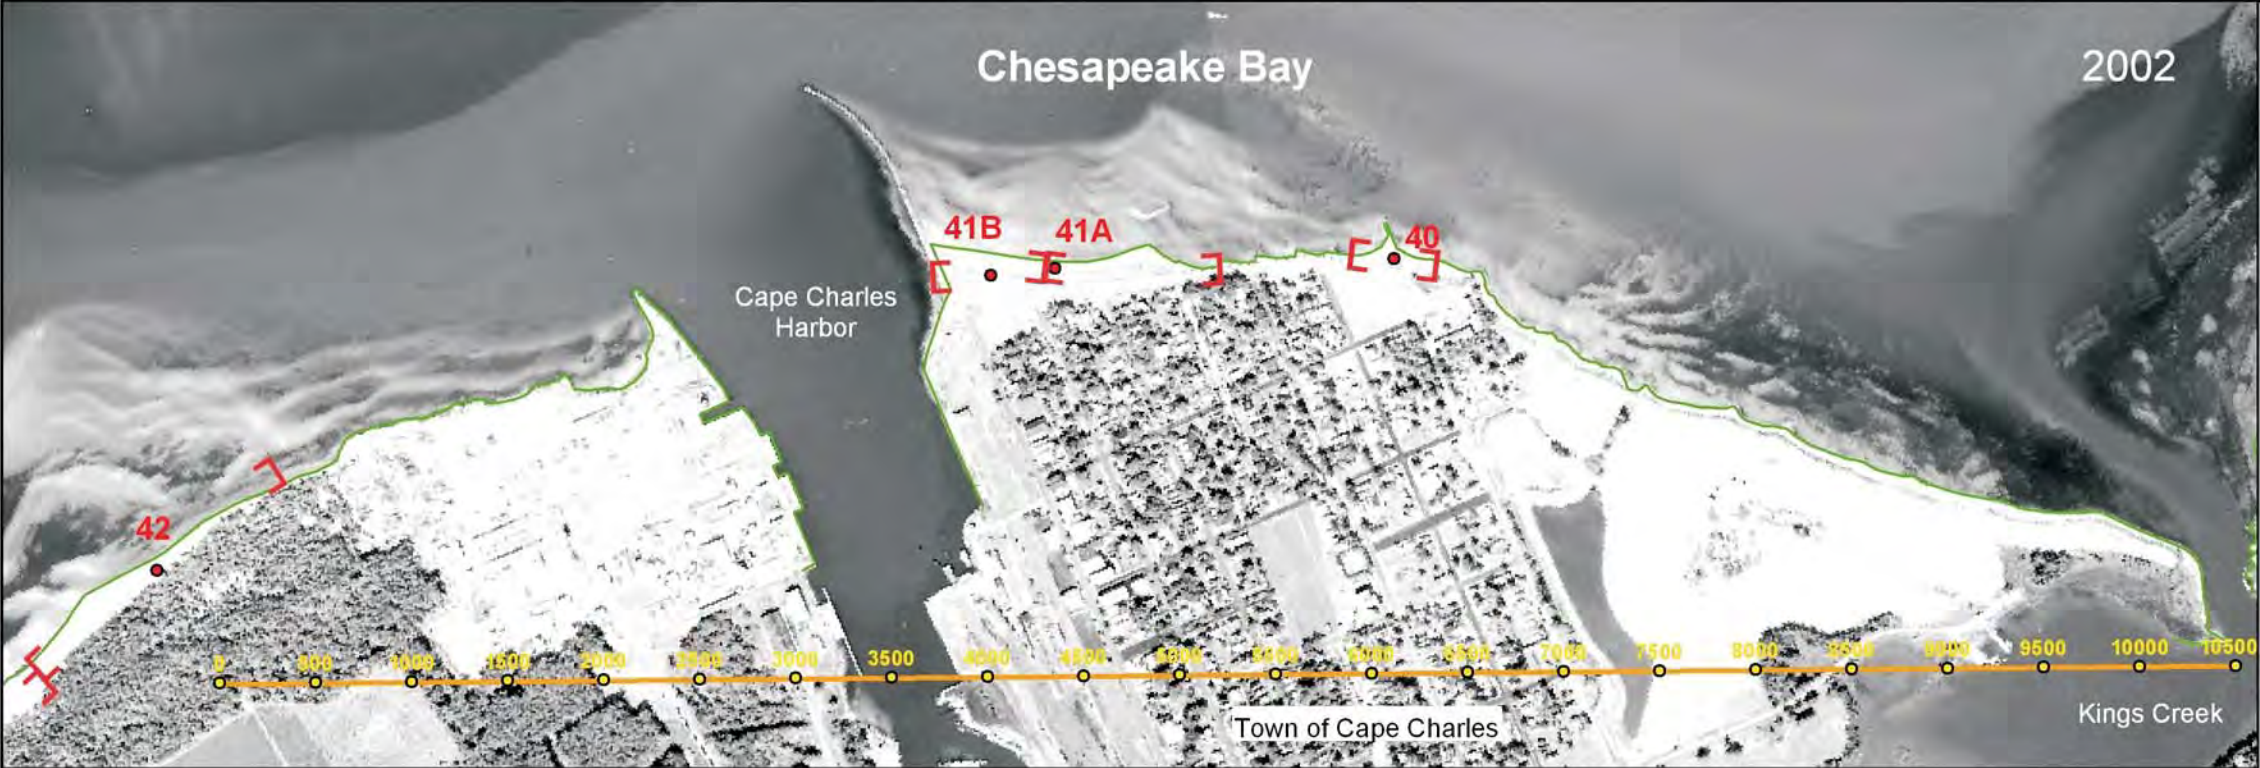 Chesapeake Bay
2002
41B
41A
40
Cape Charles
Harbor
42
0 500 1000 1500 2000 2500 3000 3500 4000 4500 5000 5500 6000 6500 7000 7500 8000 8500 9000 9500 10000 10500
Kings Creek
Town of Cape Charles